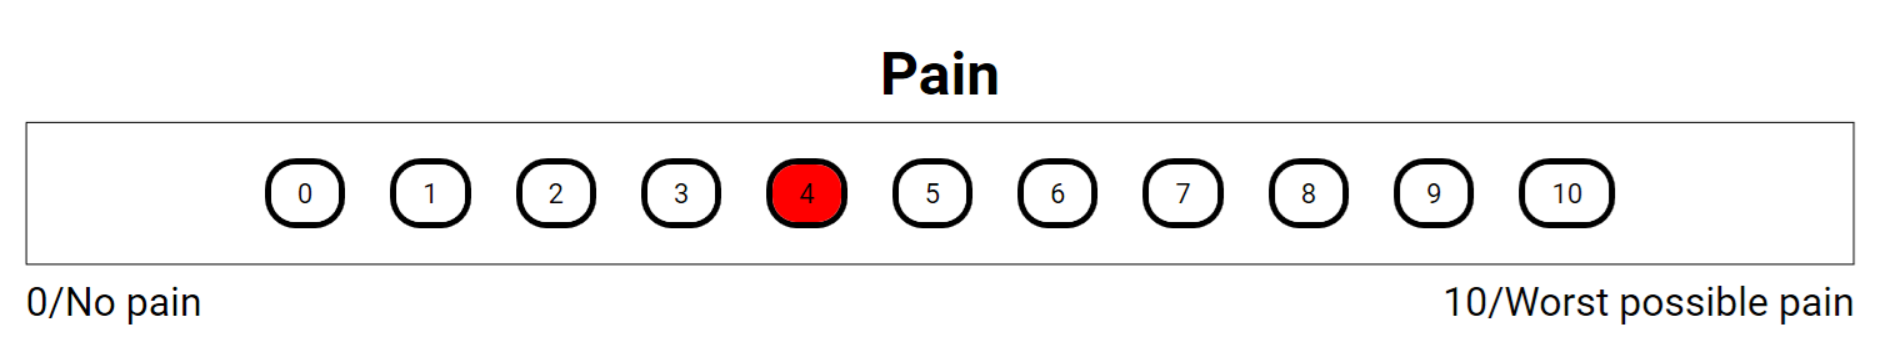 Pain
0 1 2 3 4 5 6 7 8 9 10
0/No pain 10/Worst possible pain